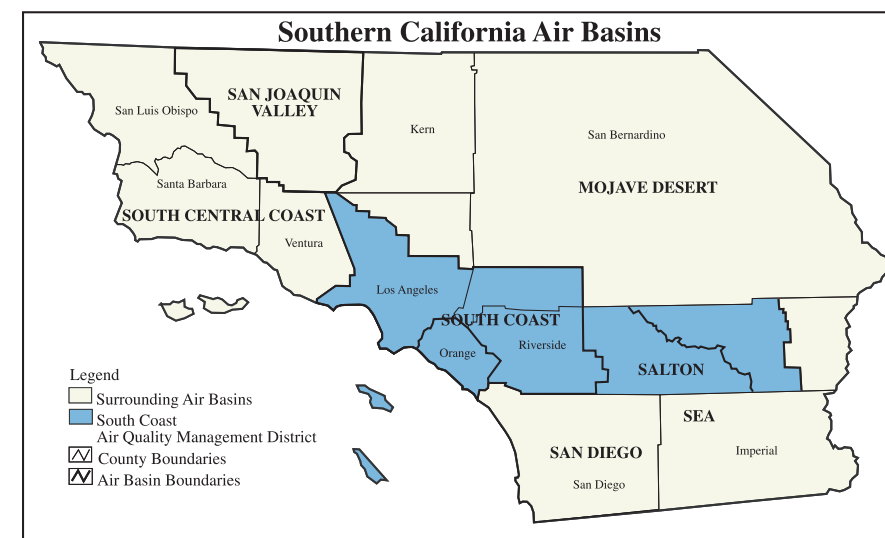 Southern California Air Basins
SAN JOAQUIN
VALLEY
San Luis Obispo
Kern
San Bernardino
Santa Barbara
MOJAVE DESERT
SOUTH CENTRAL COAST
Ventura
Los Angeles
SOUTH COAST
Orange
Riverside
SALTON
SEA
SAN DIEGO
Imperial
San Diego
Legend
Surrounding Air Basins
South Coast
Air Quality Management District
County Boundaries
Air Basin Boundaries